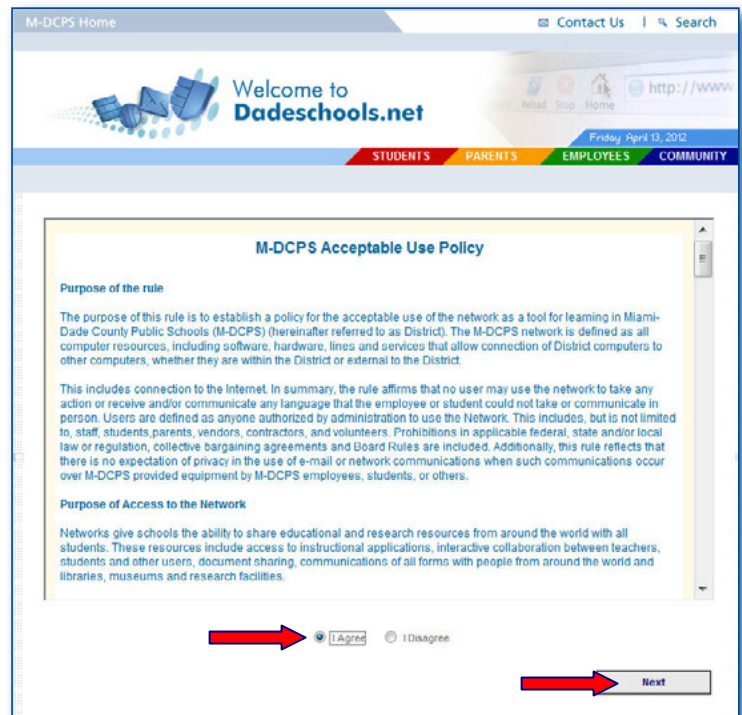 M-DCPS Home
Contact Us | Search
Welcome to
Dadeschools.net
Reload Stop Home http://www
Friday April 13, 2012
STUDENTS PARENTS EMPLOYEES COMMUNITY
M-DCPS Acceptable Use Policy
Purpose of the rule
The purpose of this rule is to establish a policy for the acceptable use of the network as a tool for learning in Miami-
Dade County Public Schools (M-DCPS) (hereinafter referred to as District). The M-DCPS network is defined as all
computer resources, including software, hardware, lines and services that allow connection of District computers to
other computers, whether they are within the District or external to the District.
This includes connection to the Internet. In summary, the rule affirms that no user may use the network to take any
action or receive and/or communicate any language that the employee or student could not take or communicate in
person. Users are defined as anyone authorized by administration to use the Network. This includes, but is not limited
to, staff, students,parents, vendors, contractors, and volunteers. Prohibitions in applicable federal, state and/or local
law or regulation, collective bargaining agreements and Board Rules are included. Additionally, this rule reflects that
there is no expectation of privacy in the use of e-mail or network communications when such communications occur
over M-DCPS provided equipment by M-DCPS employees, students, or others.
Purpose of Access to the Network
Networks give schools the ability to share educational and research resources from around the world with all
students. These resources include access to instructional applications, interactive collaboration between teachers,
students and other users, document sharing, communications of all forms with people from around the world and
libraries, museums and research facilities.
I Agree I Disagree
Next